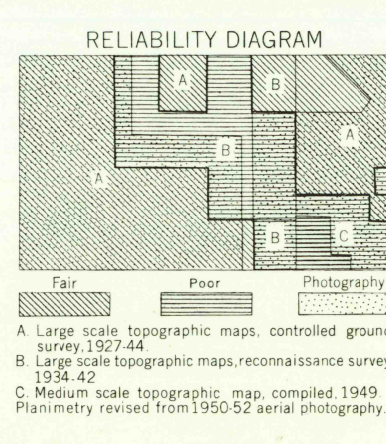 RELIABILITY DIAGRAM
A
B
A
B
A
B
C
Fair Poor Photography
A. Large scale topographic maps, controlled ground
survey, 1927-44.
B. Large scale topographic maps, reconnaissance survey
1934-42
C. Medium scale topographic map, compiled, 1949.
Planimetry revised from 1950-52 aerial photography.